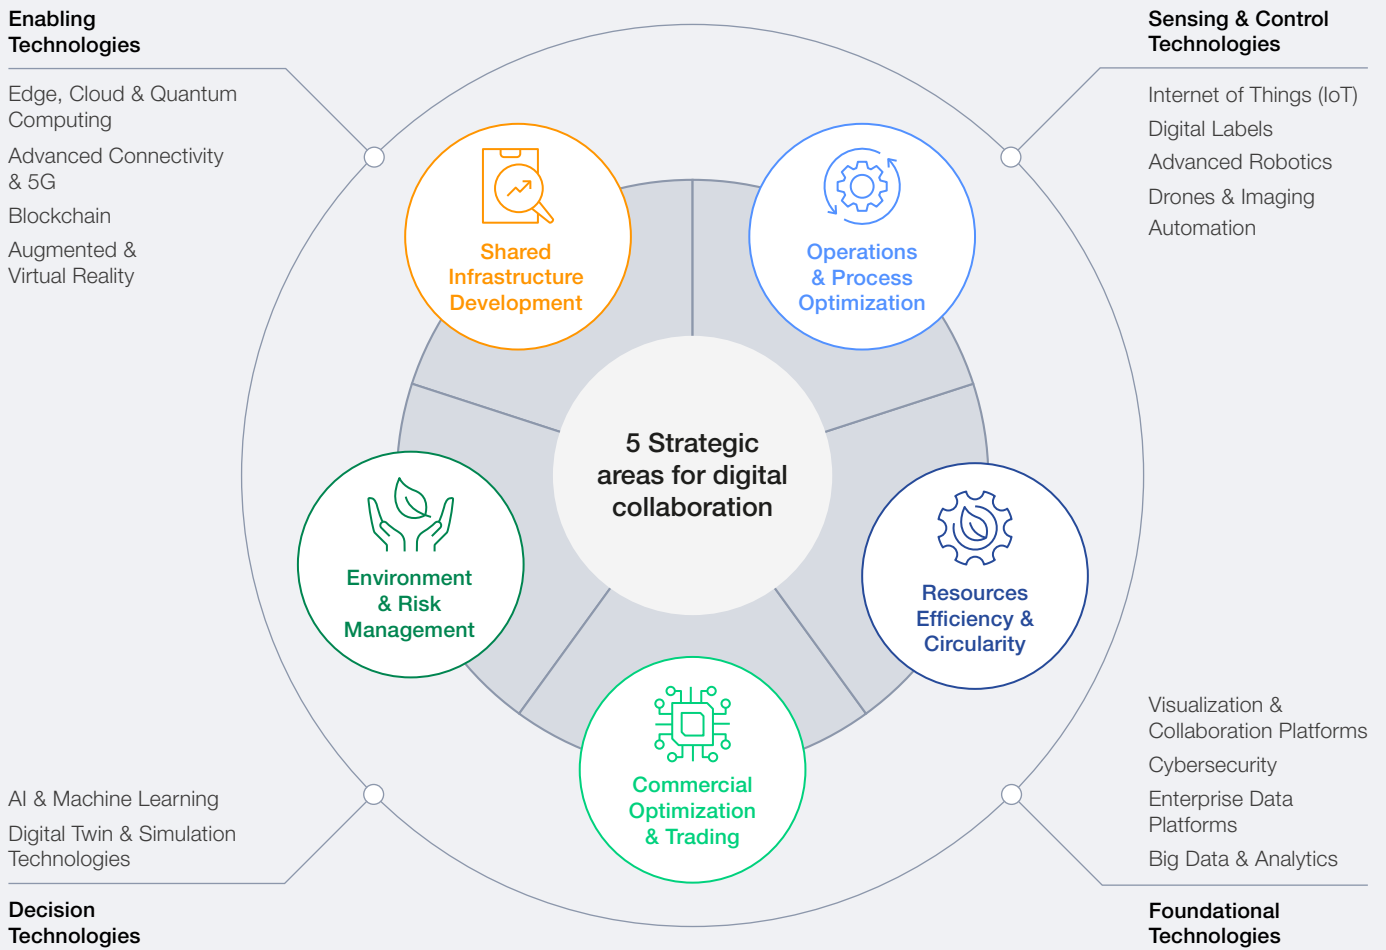 Enabling
Technologies
Edge, Cloud & Quantum
Computing
Advanced Connectivity
& 5G
Blockchain
Augmented &
Virtual Reality
Sensing & Control
Technologies
Internet of Things (IoT)
Digital Labels
Advanced Robotics
Drones & Imaging
Automation
Shared
Infrastructure
Development
Operations
& Process
Optimization
5 Strategic
areas for digital
collaboration
Environment
& Risk
Management
Resources
Efficiency &
Circularity
Commercial
Optimization
& Trading
AI & Machine Learning
Digital Twin & Simulation
Technologies
Decision
Technologies
Visualization &
Collaboration Platforms
Cybersecurity
Enterprise Data
Platforms
Big Data & Analytics
Foundational
Technologies